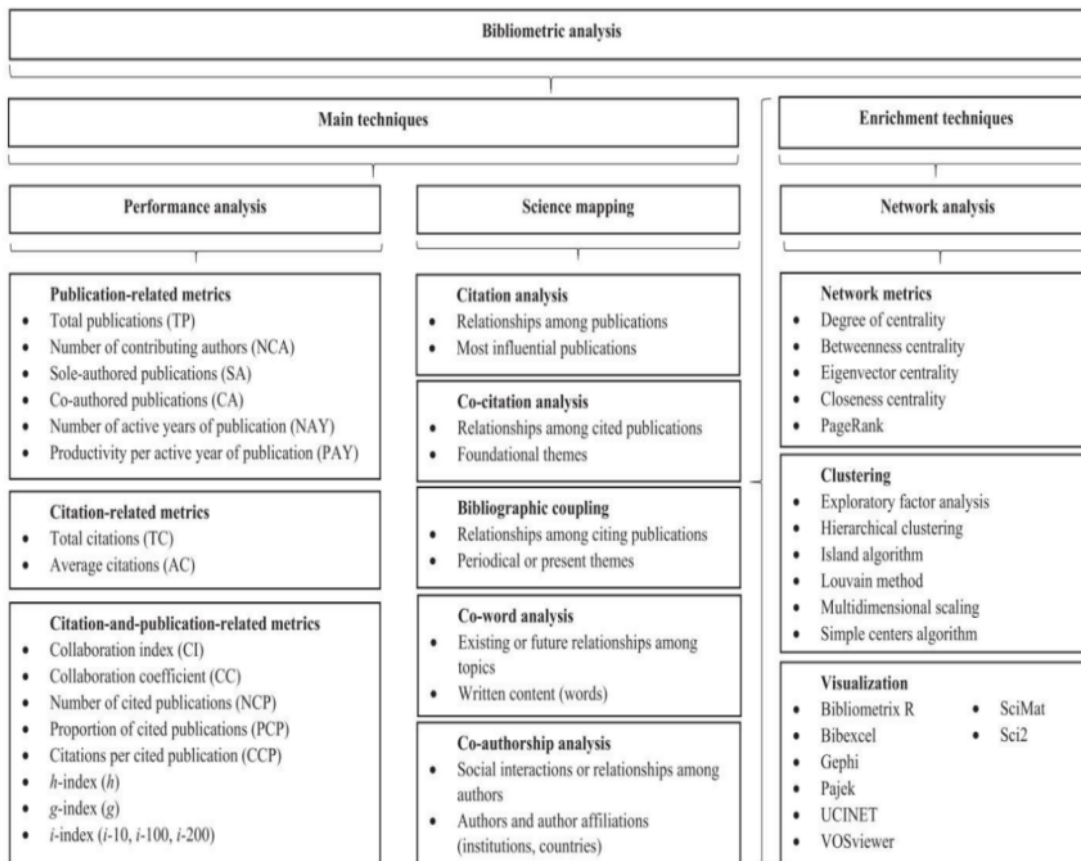 Bibliometric analysis
Main techniques
Enrichment techniques
Performance analysis
Science mapping
Network analysis
Publication-related metrics
• Total publications (TP)
• Number of contributing authors (NCA)
• Sole-authored publications (SA)
• Co-authored publications (CA)
• Number of active years of publication (NAY)
• Productivity per active year of publication (PAY)
Citation-related metrics
• Total citations (TC)
• Average citations (AC)
Citation-and-publication-related metrics
• Collaboration index (CI)
• Collaboration coefficient (CC)
• Number of cited publications (NCP)
• Proportion of cited publications (PCP)
• Citations per cited publication (CCP)
• h-index (h)
• g-index (g)
• i-index (i-10, i-100, i-200)
Citation analysis
• Relationships among publications
• Most influential publications
Co-citation analysis
• Relationships among cited publications
• Foundational themes
Bibliographic coupling
• Relationships among citing publications
• Periodical or present themes
Co-word analysis
• Existing or future relationships among
topics
• Written content (words)
Co-authorship analysis
• Social interactions or relationships among
authors
• Authors and author affiliations
(institutions, countries)
Network metrics
• Degree of centrality
• Betweenness centrality
• Eigenvector centrality
• Closeness centrality
• PageRank
Clustering
• Exploratory factor analysis
• Hierarchical clustering
• Island algorithm
• Louvain method
• Multidimensional scaling
• Simple centers algorithm
Visualization
• Bibliometrix R
• Bibexcel
• Gephi
• Pajek
• UCINET
• VOSviewer
• SciMat
• Sci2